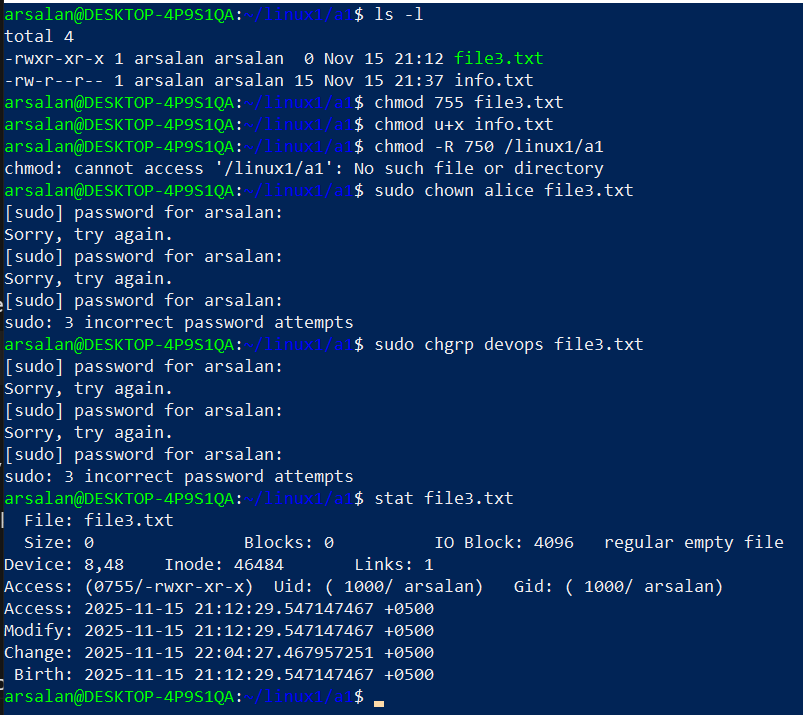 arsalan@DESKTOP-4P9S1QA:~/linux1/a1$ ls -l
total 4
-rwxr-xr-x 1 arsalan arsalan  0 Nov 15 21:12 file3.txt
-rw-r--r-- 1 arsalan arsalan 15 Nov 15 21:37 info.txt
arsalan@DESKTOP-4P9S1QA:~/linux1/a1$ chmod 755 file3.txt
arsalan@DESKTOP-4P9S1QA:~/linux1/a1$ chmod u+x info.txt
arsalan@DESKTOP-4P9S1QA:~/linux1/a1$ chmod -R 750 /linux1/a1
chmod: cannot access '/linux1/a1': No such file or directory
arsalan@DESKTOP-4P9S1QA:~/linux1/a1$ sudo chown alice file3.txt
[sudo] password for arsalan:
Sorry, try again.
[sudo] password for arsalan:
Sorry, try again.
[sudo] password for arsalan:
sudo: 3 incorrect password attempts
arsalan@DESKTOP-4P9S1QA:~/linux1/a1$ sudo chgrp devops file3.txt
[sudo] password for arsalan:
Sorry, try again.
[sudo] password for arsalan:
Sorry, try again.
[sudo] password for arsalan:
sudo: 3 incorrect password attempts
arsalan@DESKTOP-4P9S1QA:~/linux1/a1$ stat file3.txt
  File: file3.txt
  Size: 0               Blocks: 0          IO Block: 4096   regular empty file
Device: 8,48    Inode: 46484       Links: 1
Access: (0755/-rwxr-xr-x)  Uid: ( 1000/ arsalan)   Gid: ( 1000/ arsalan)
Access: 2025-11-15 21:12:29.547147467 +0500
Modify: 2025-11-15 21:12:29.547147467 +0500
Change: 2025-11-15 22:04:27.467957251 +0500
 Birth: 2025-11-15 21:12:29.547147467 +0500
arsalan@DESKTOP-4P9S1QA:~/linux1/a1$